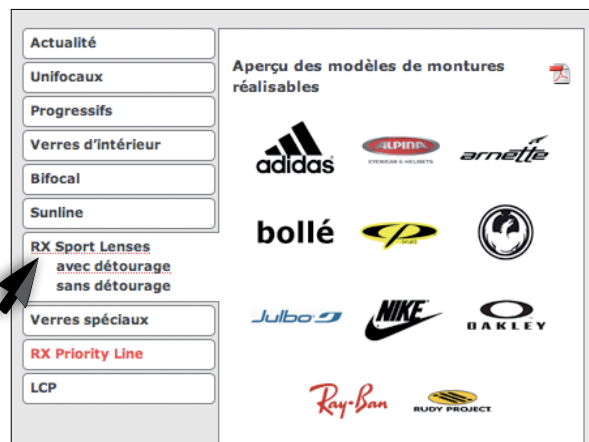 Actualité
Unifocaux
Progressifs
Verres d'intérieur
Bifocal
Sunline
RX Sport Lenses
avec détourage
sans détourage
Verres spéciaux
RX Priority Line
LCP
Aperçu des modèles de montures
réalisables
adidas
ALPINA
EYEWEAR & HELMETS
arnette
bollé
Julbo
NIKE
OAKLEY
Ray-Ban
RUDY PROJECT